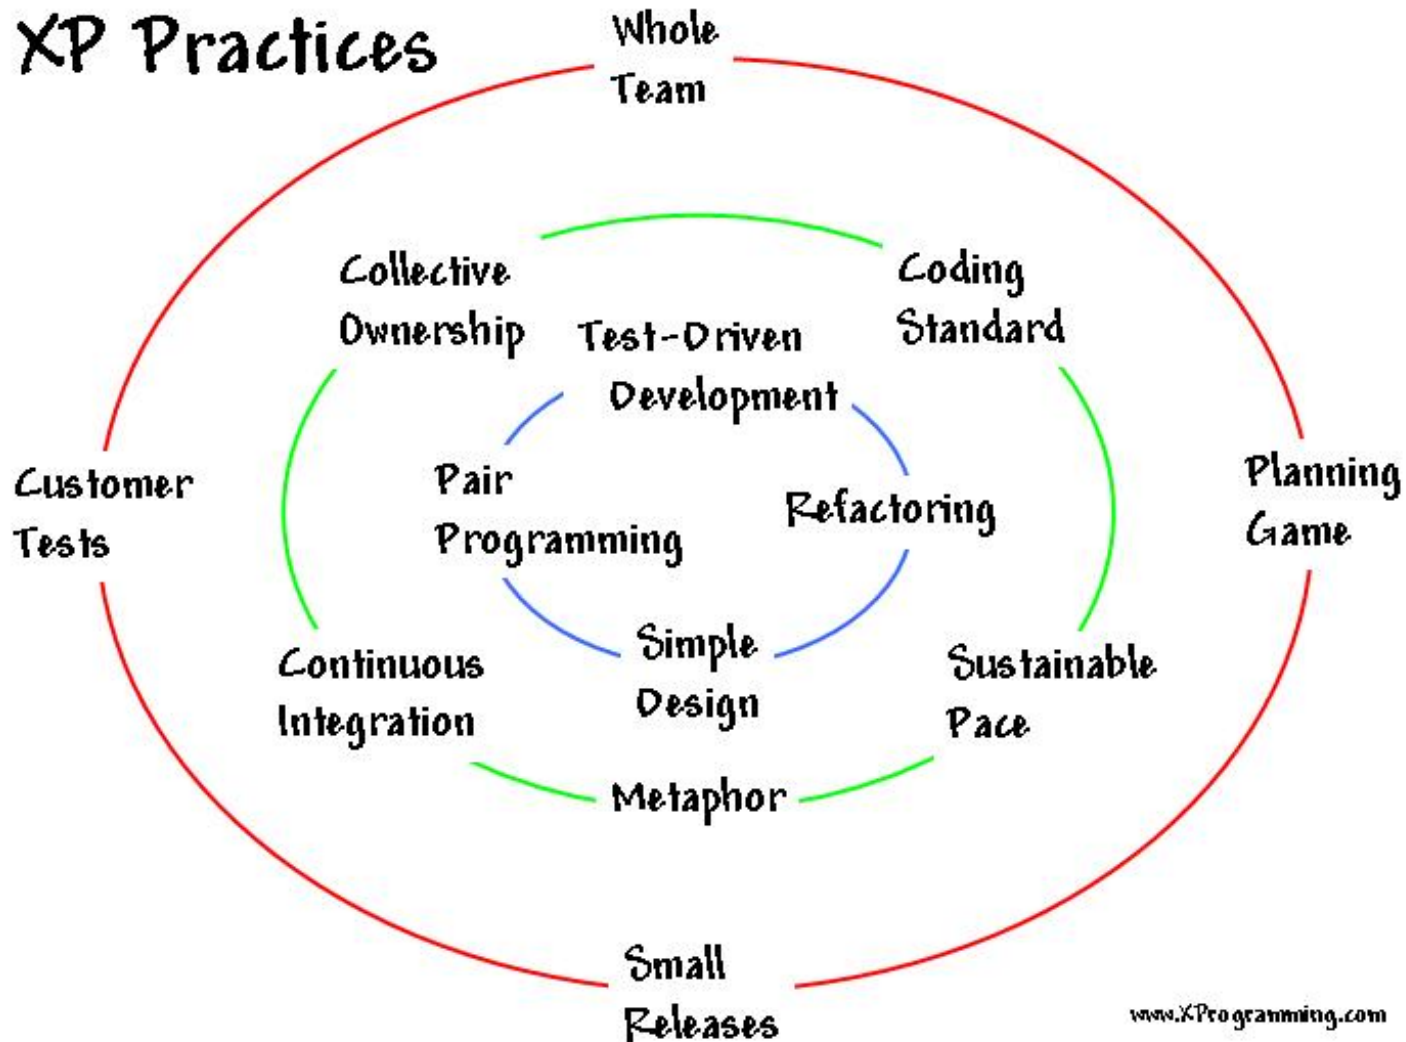 XP Practices
Whole
Team
Collective
Ownership
Coding
Standard
Test-Driven
Development
Customer
Tests
Pair
Programming
Refactoring
Planning
Game
Continuous
Integration
Simple
Design
Sustainable
Pace
Metaphor
Small
Releases
www.XProgramming.com